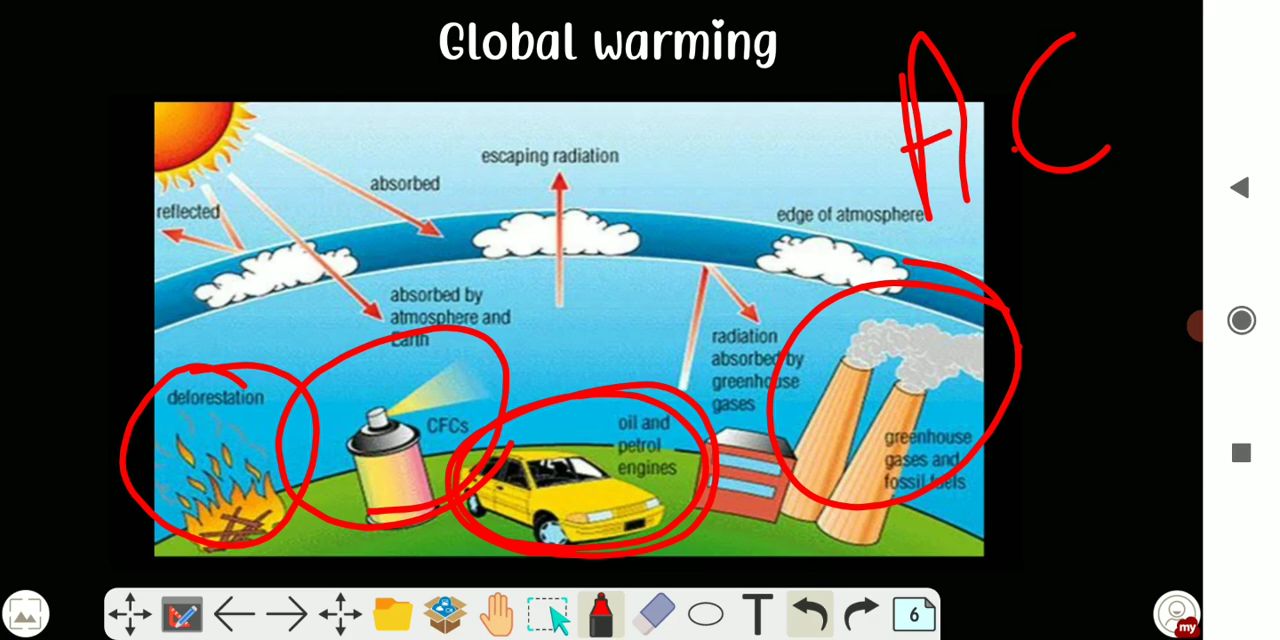 Global warming
A C
escaping radiation
absorbed
reflected
edge of atmosphere
absorbed by
atmosphere and
Earth
radiation
absorbed by
greenhouse
gases
deforestation
CFCs
oil and
petrol
engines
greenhouse
gases and
fossil fuels
T
6
my